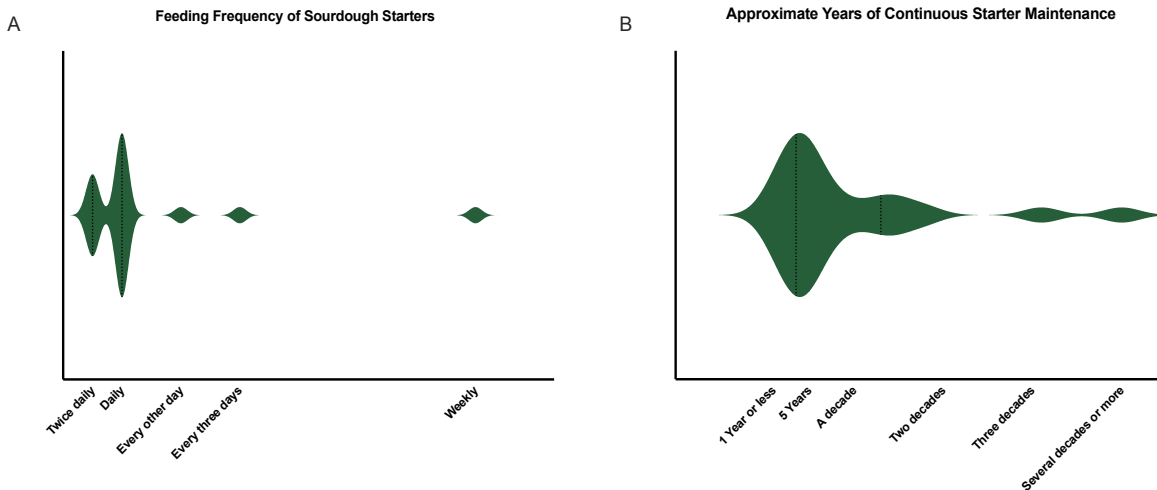 A
Feeding Frequency of Sourdough Starters
Twice daily
Daily
Every other day
Every three days
Weekly
B
Approximate Years of Continuous Starter Maintenance
1 Year or less
5 Years
A decade
Two decades
Three decades
Several decades or more